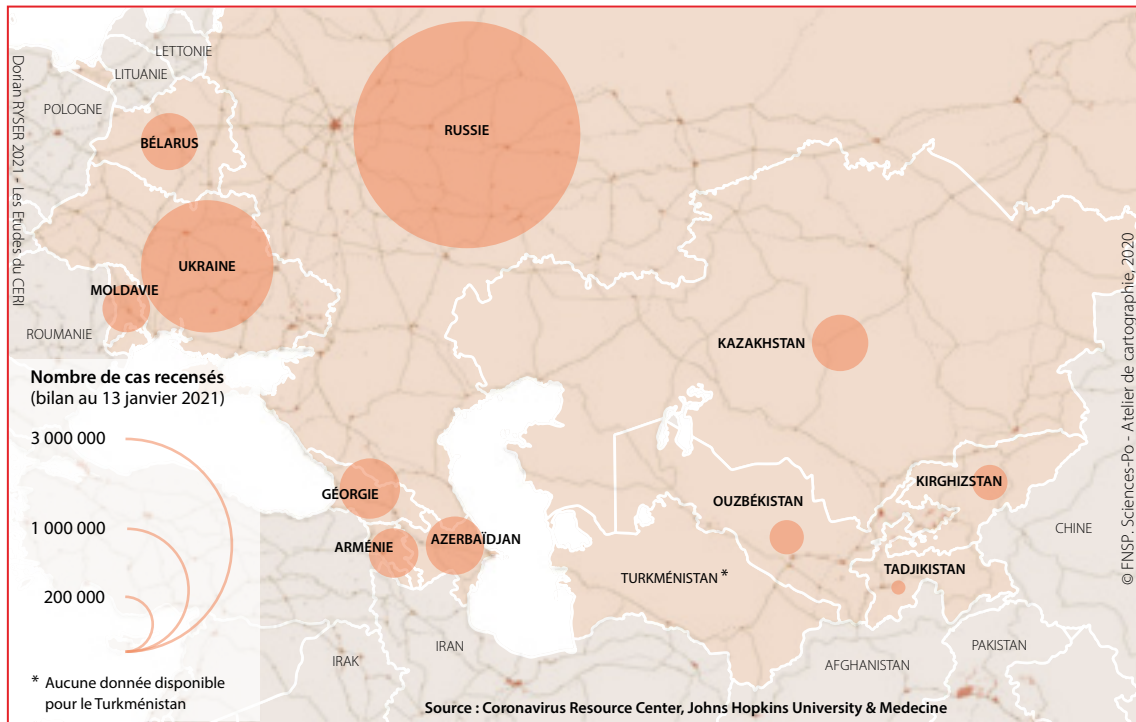 LETTONIE
LITUANIE
POLOGNE
BÉLARUS
RUSSIE
UKRAINE
MOLDAVIE
ROUMANIE
KAZAKHSTAN
GÉORGIE
ARMÉNIE
AZERBAÏDJAN
OUZBÉKISTAN
KIRGHIZSTAN
CHINE
TADJIKISTAN
TURKMÉNISTAN *
IRAK
IRAN
AFGHANISTAN
PAKISTAN
Nombre de cas recensés
(bilan au 13 janvier 2021)
3 000 000
1 000 000
200 000
* Aucune donnée disponible
pour le Turkménistan
Source : Coronavirus Resource Center, Johns Hopkins University & Medecine
Dorian RYSER 2021 - Les Etudes du CERI
© FNSP. Sciences-Po - Atelier de cartographie, 2020